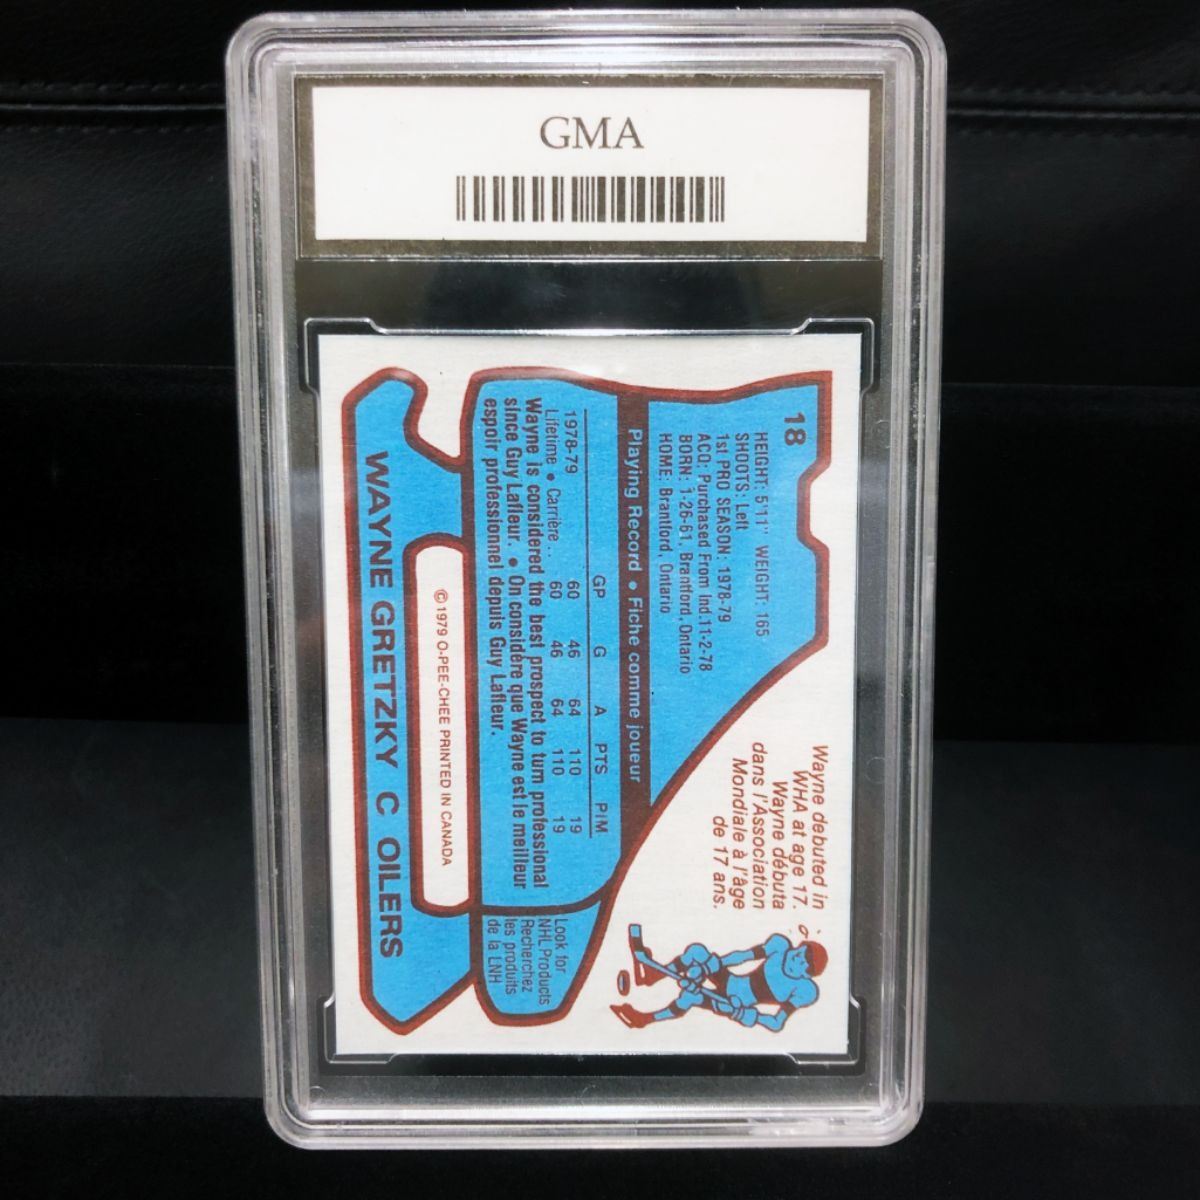 GMA
18
HEIGHT: 5'11" WEIGHT: 165
SHOOTS: Left
1st PRO SEASON: 1978-79
ACQ: Purchased From Ind.11-2-78
BORN: 1-26-61, Brantford, Ontario
HOME: Brantford, Ontario
Wayne debuted in
WHA at age 17.
Wayne débuta
dans l'Association
Mondiale à l'âge
de 17 ans.
Playing Record • Fiche comme joueur
GP G A PTS PIM
1978-79 60 46 64 110 19
Lifetime • Carrière .. 60 46 64 110 19
Wayne is considered the best prospect to turn professional
since Guy Lafleur. • On considère que Wayne est le meilleur
espoir professionnel depuis Guy Lafleur.
Look for
NHL Products
Recherchez
les produits
de la LNH
©1979 O-PEE-CHEE PRINTED IN CANADA
WAYNE GRETZKY C OILERS